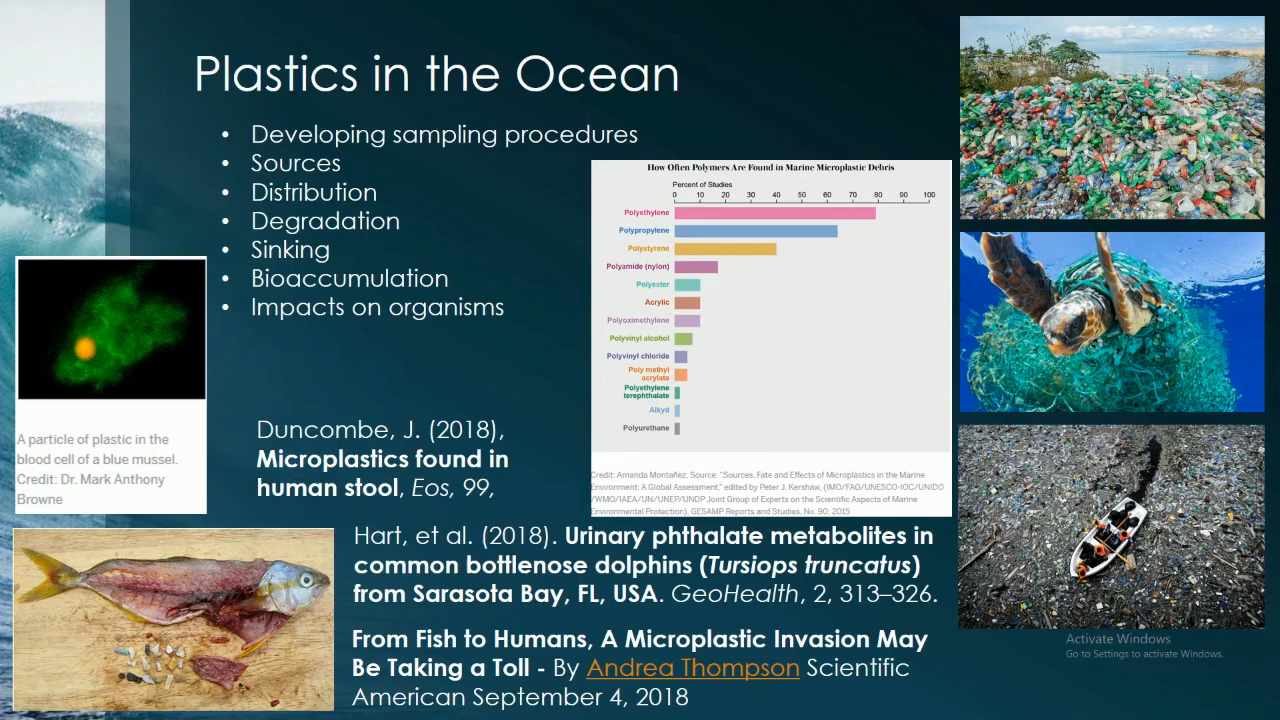 Plastics in the Ocean
• Developing sampling procedures
• Sources
• Distribution
• Degradation
• Sinking
• Bioaccumulation
• Impacts on organisms
How Often Polymers Are Found in Marine Microplastic Debris
Percent of Studies
0 10 20 30 40 50 60 70 80 90 100
Polyethylene
Polypropylene
Polystyrene
Polyamide (nylon)
Polyester
Acrylic
Polyoximethylene
Polyvinyl alcohol
Polyvinyl chloride
Poly methyl
acrylate
Polyethylene
terephthalate
Alkyd
Polyurethane
Credit: Amanda Montañez; Source: "Sources, Fate and Effects of Microplastics in the Marine
Environment: A Global Assessment," edited by Peter J. Kershaw, (IMO/FAO/UNESCO-IOC/UNIDO
/WMO/IAEA/UN/UNEP/UNDP Joint Group of Experts on the Scientific Aspects of Marine
Environmental Protection), GESAMP Reports and Studies, No. 90; 2015
A particle of plastic in the
blood cell of a blue mussel.
Credit: Dr. Mark Anthony
Browne
Duncombe, J. (2018),
Microplastics found in
human stool, Eos, 99,
Hart, et al. (2018). Urinary phthalate metabolites in
common bottlenose dolphins (Tursiops truncatus)
from Sarasota Bay, FL, USA. GeoHealth, 2, 313–326.
From Fish to Humans, A Microplastic Invasion May
Be Taking a Toll - By Andrea Thompson Scientific
American September 4, 2018
Activate Windows
Go to Settings to activate Windows.